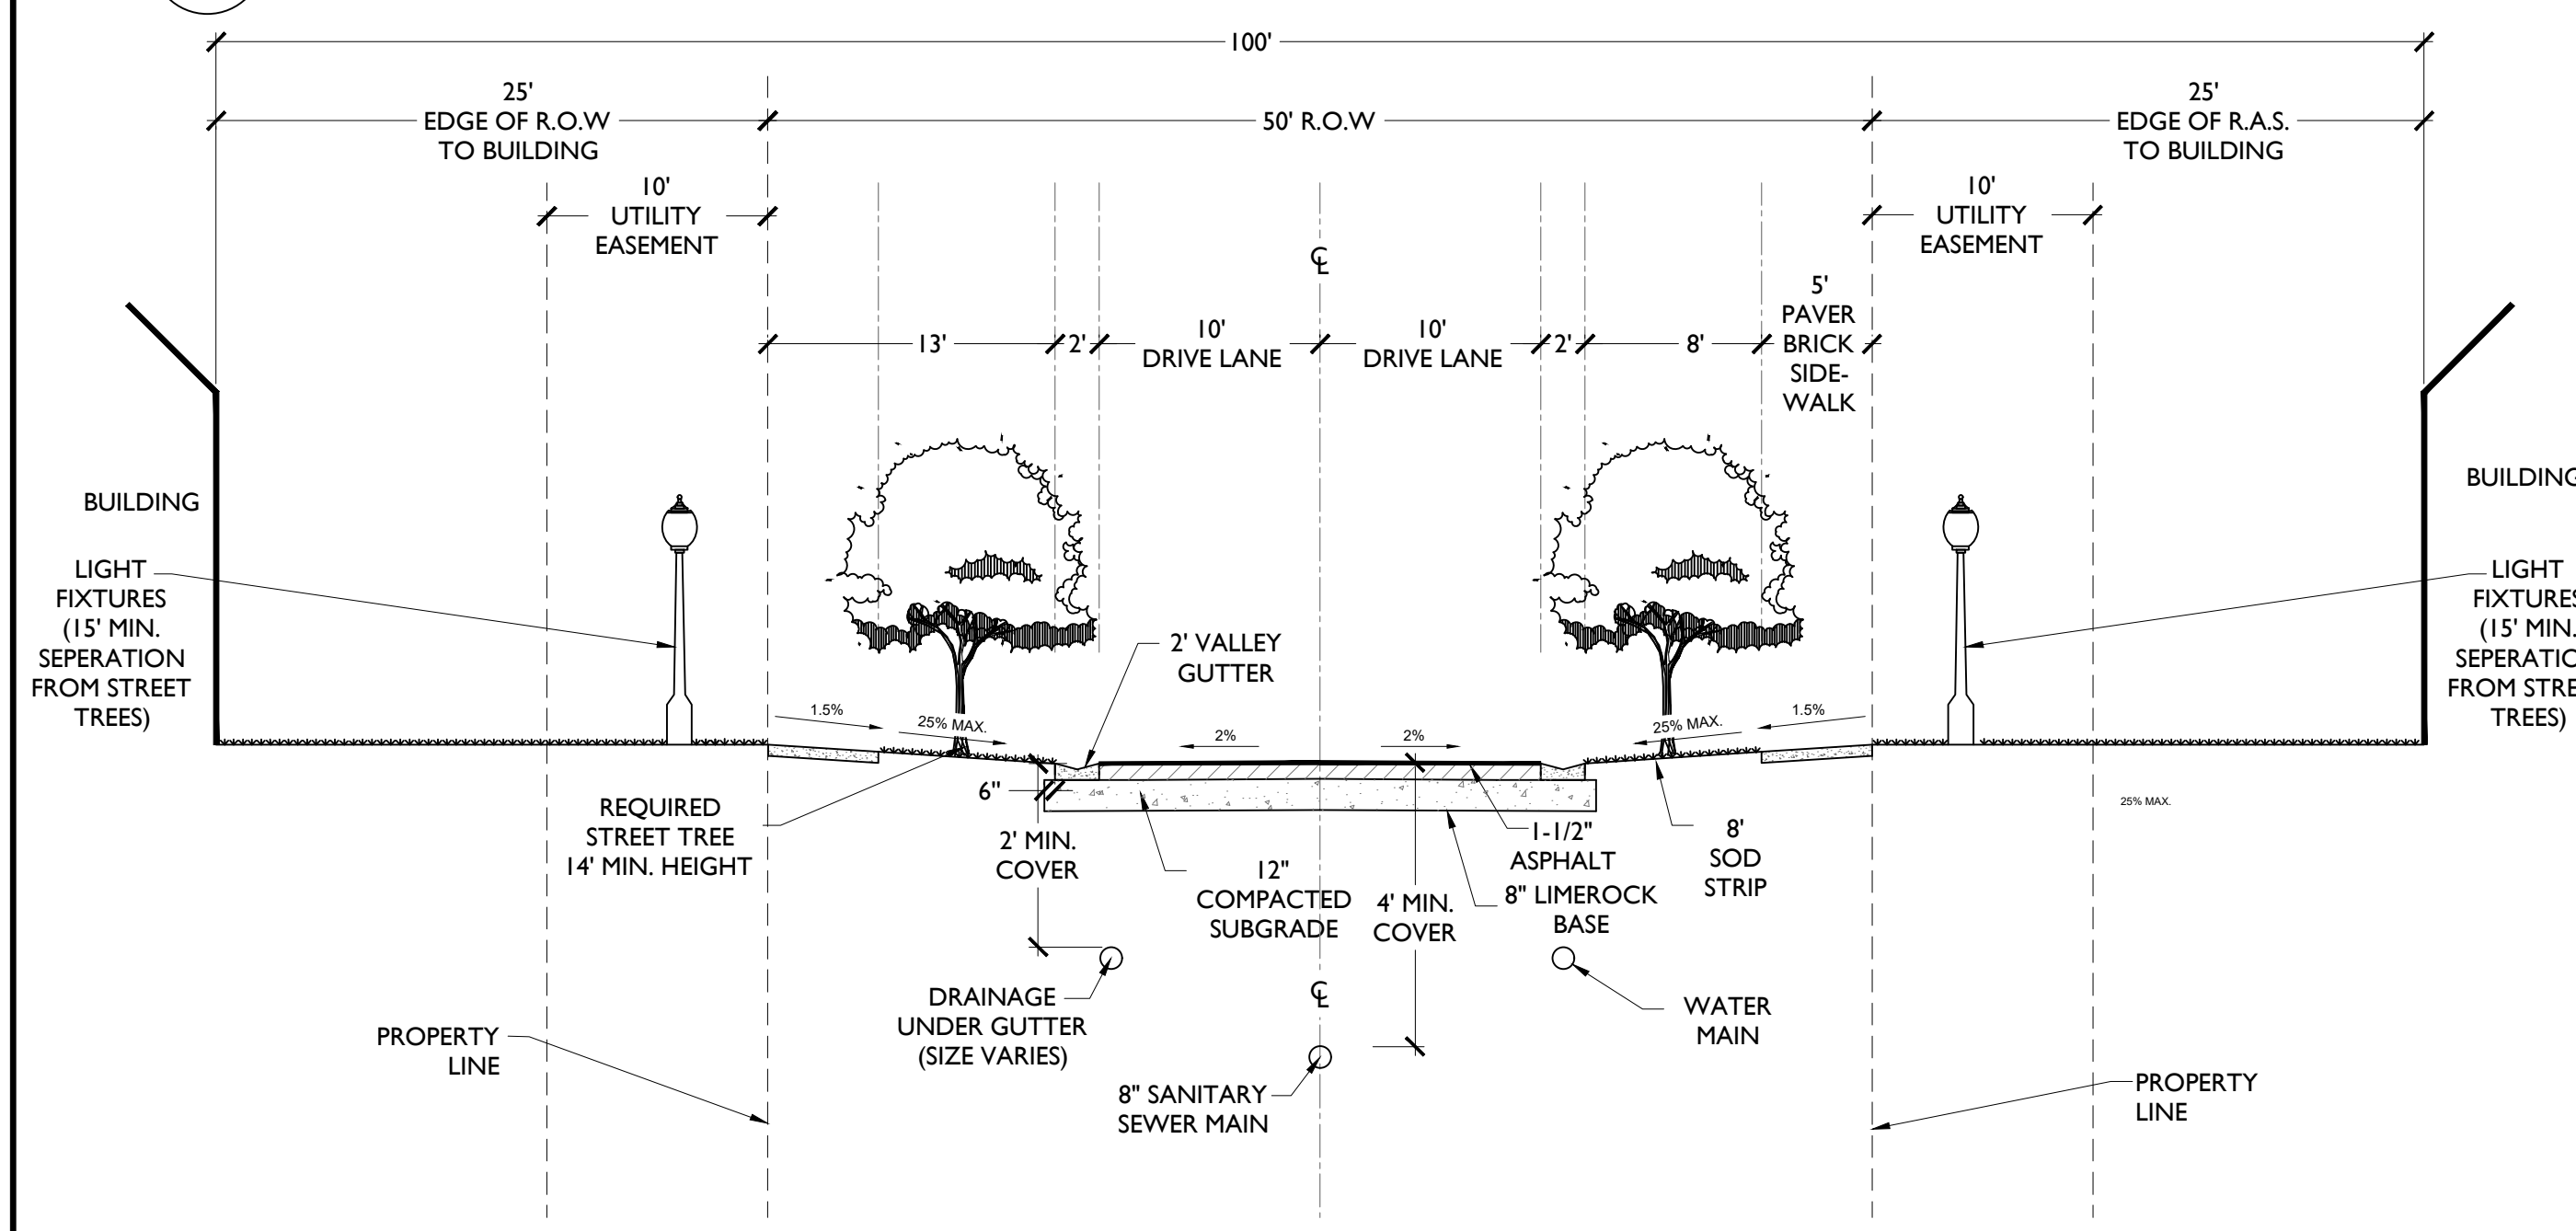 100'
25'
EDGE OF R.O.W
TO BUILDING
50' R.O.W
25'
EDGE OF R.A.S.
TO BUILDING
10'
UTILITY
EASEMENT
10'
UTILITY
EASEMENT
℄
13'
2'
10'
DRIVE LANE
10'
DRIVE LANE
2'
8'
5'
PAVER
BRICK
SIDE-
WALK
BUILDING
BUILDING
LIGHT
FIXTURES
(15' MIN.
SEPERATION
FROM STREET
TREES)
LIGHT
FIXTURES
(15' MIN.
SEPERATIO
FROM STRE
TREES)
2' VALLEY
GUTTER
1.5%
25% MAX.
2%
2%
25% MAX.
1.5%
6"
REQUIRED
STREET TREE
14' MIN. HEIGHT
2' MIN.
COVER
12"
COMPACTED
SUBGRADE
4' MIN.
COVER
1-1/2"
ASPHALT
8" LIMEROCK
BASE
8'
SOD
STRIP
25% MAX.
DRAINAGE
UNDER GUTTER
(SIZE VARIES)
℄
WATER
MAIN
PROPERTY
LINE
8" SANITARY
SEWER MAIN
PROPERTY
LINE